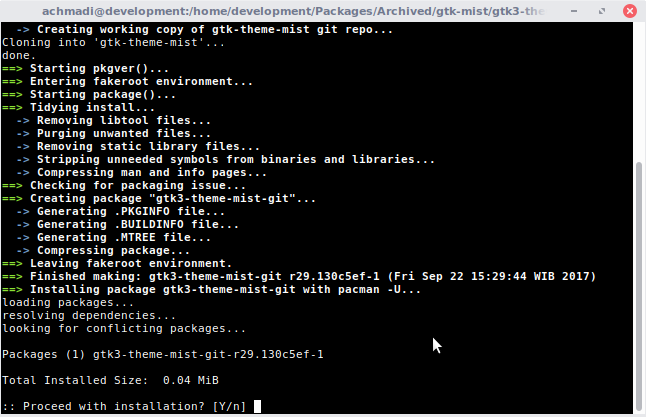 achmadi@development:/home/development/Packages/Archived/gtk-mist/gtk3-the
-> Creating working copy of gtk-theme-mist git repo...
Cloning into 'gtk-theme-mist'...
done.
==> Starting pkgver()...
==> Entering fakeroot environment...
==> Starting package()...
==> Tidying install...
-> Removing libtool files...
-> Purging unwanted files...
-> Removing static library files...
-> Stripping unneeded symbols from binaries and libraries...
-> Compressing man and info pages...
==> Checking for packaging issue...
==> Creating package "gtk3-theme-mist-git"...
-> Generating .PKGINFO file...
-> Generating .BUILDINFO file...
-> Generating .MTREE file...
-> Compressing package...
==> Leaving fakeroot environment.
==> Finished making: gtk3-theme-mist-git r29.130c5ef-1 (Fri Sep 22 15:29:44 WIB 2017)
==> Installing package gtk3-theme-mist-git with pacman -U...
loading packages...
resolving dependencies...
looking for conflicting packages...
Packages (1) gtk3-theme-mist-git-r29.130c5ef-1
Total Installed Size:  0.04 MiB
:: Proceed with installation? [Y/n]